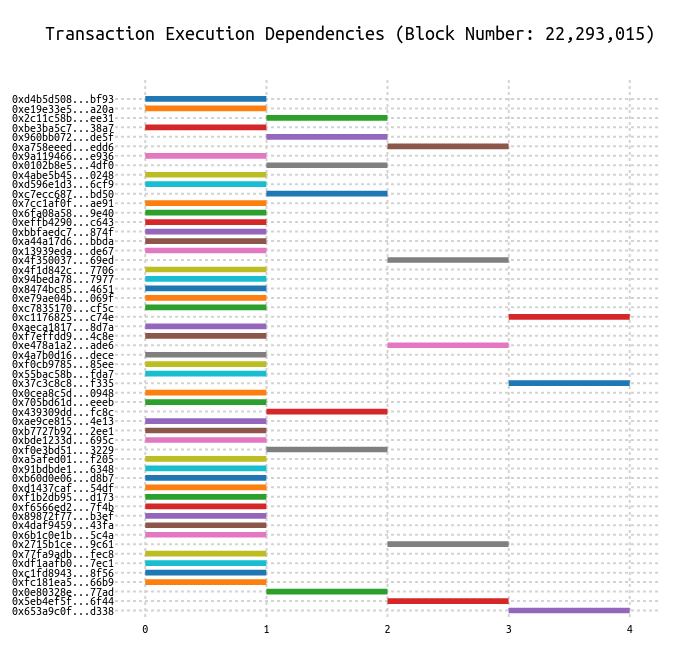 Transaction Execution Dependencies (Block Number: 22,293,015)
0xd4b5d508...bf93
0xe19e33e5...a20a
0x2c11c58b...ee31
0xbe3ba5c7...38a7
0x960bb072...de5f
0xa758eeed...edd6
0x9a119466...e936
0x0102b8e5...4df0
0x4abe5b45...0248
0xd596e1d3...6cf9
0xc7ecc687...bd50
0x7cc1af0f...ae91
0x6fa08a58...9e40
0xeffb4290...c643
0xbbfaedc7...874f
0xa44a17d6...bbda
0x13939eda...de67
0x4f350037...69ed
0x4f1d842c...7706
0x94beda78...7977
0x8474bc85...4651
0xe79ae04b...069f
0xc7835170...cf5c
0xc1176825...c74e
0xaeca1817...8d7a
0xf7effdd9...4c8e
0xe478a1a2...ade6
0x4a7b0d16...dece
0xf0cb9785...85ee
0x55bac58b...fda7
0x37c3c8c8...f335
0x0cea8c5d...0948
0x705bd61d...eeeb
0x439309dd...fc8c
0xae9ce815...4e13
0xb7727b92...2ee1
0xbde1233d...695c
0xf0e3bd51...3229
0xa5afed01...f205
0x91bdbde1...6348
0xb60d0e06...d8b7
0xd1437caf...54df
0xf1b2db95...d173
0xf6566ed2...7f4b
0x89872f77...b3ef
0x4daf9459...43fa
0x6b1c0e1b...5c4a
0x2715b1ce...9c61
0x77fa9adb...fec8
0xdf1aafb0...7ec1
0xc1fd8943...8f56
0xfc181ea5...66b9
0x0e80328e...77ad
0x5eb4ef5f...6f44
0x653a9c0f...d338
0 1 2 3 4